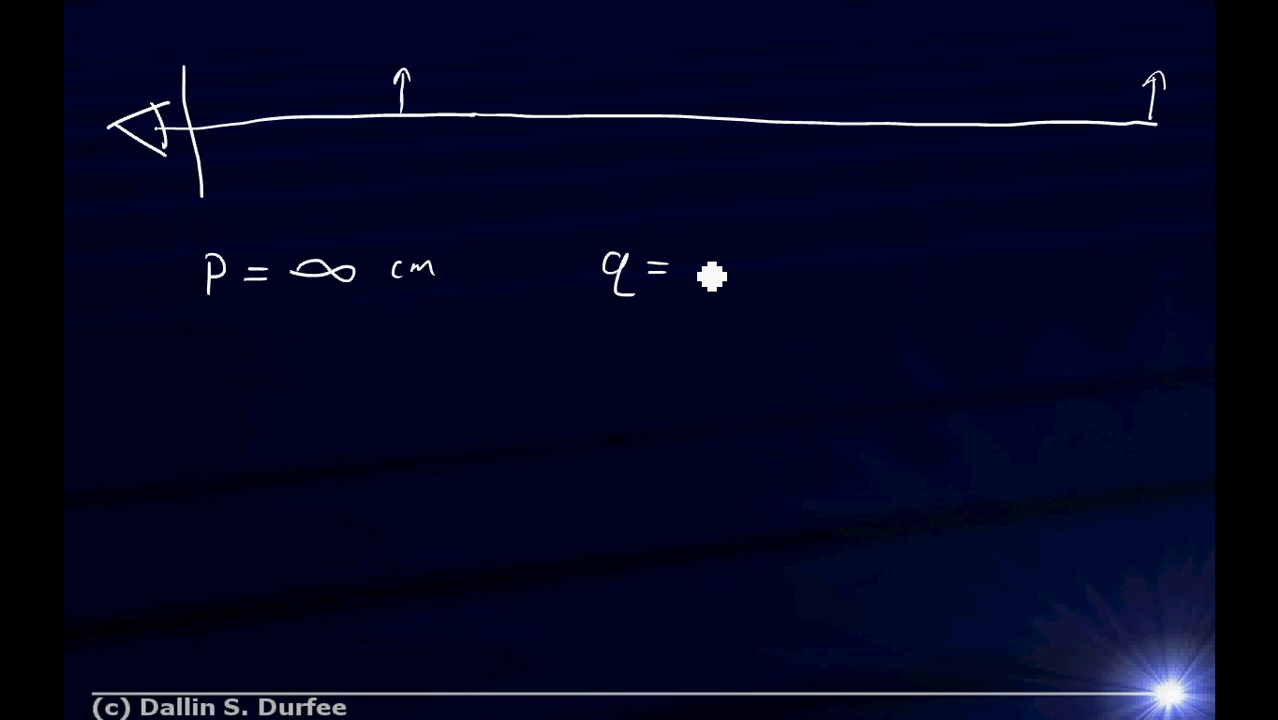 P = ∞ cm q =
(c) Dallin S. Durfee